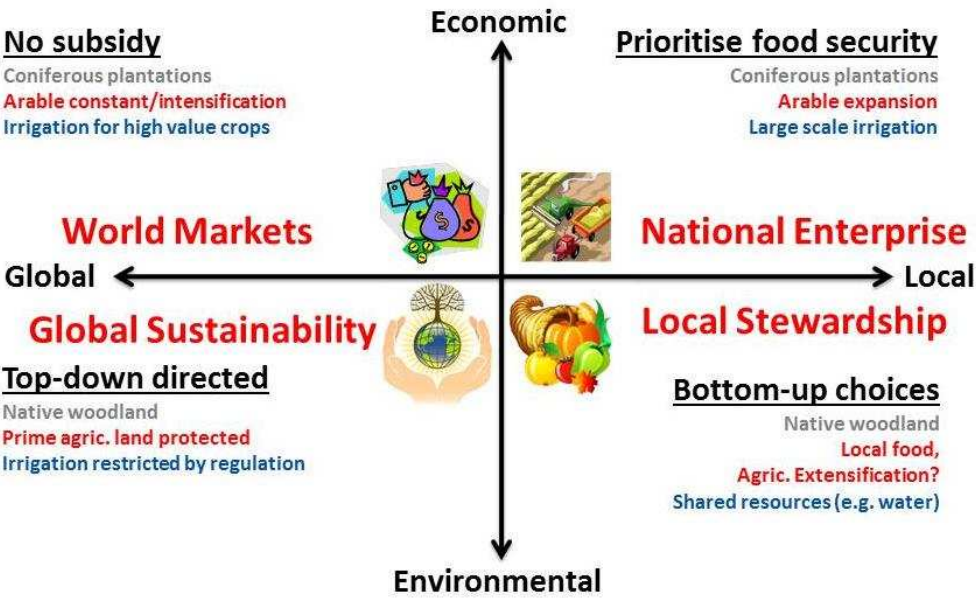 Economic
No subsidy
Coniferous plantations
Arable constant/intensification
Irrigation for high value crops
Prioritise food security
Coniferous plantations
Arable expansion
Large scale irrigation
World Markets
National Enterprise
Global
Local
Global Sustainability
Local Stewardship
Top-down directed
Native woodland
Prime agric. land protected
Irrigation restricted by regulation
Bottom-up choices
Native woodland
Local food,
Agric. Extensification?
Shared resources (e.g. water)
Environmental